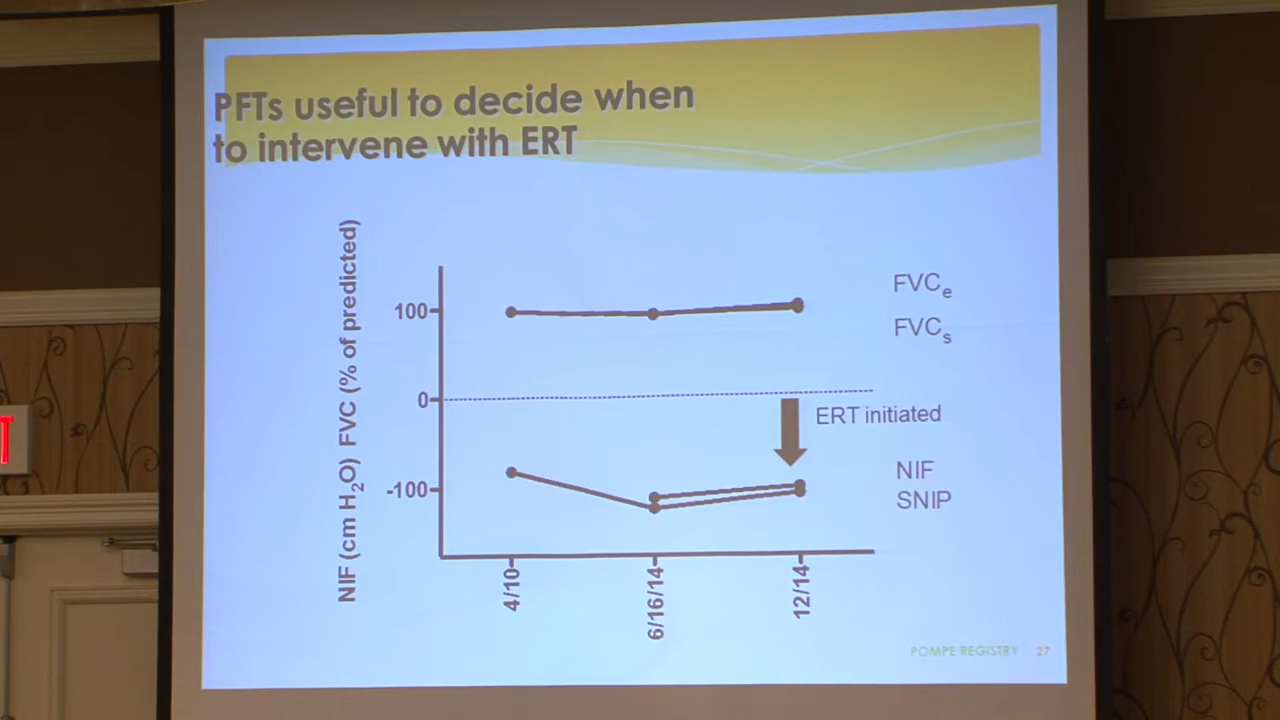 PFTs useful to decide when
to intervene with ERT
NIF (cm H₂O) FVC (% of predicted)
100
0
-100
FVCₑ
FVCₛ
ERT initiated
NIF
SNIP
4/10
6/16/14
12/14
POMPE REGISTRY 27
T